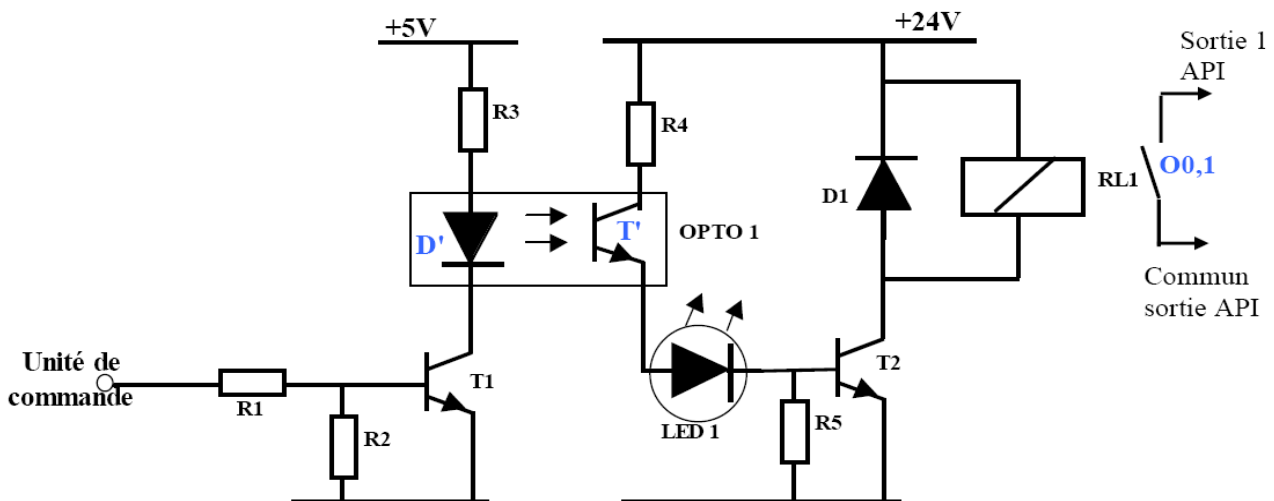 +5V
+24V
Sortie 1
API
R3
R4
D1
RL1
O0,1
D'
T'
OPTO 1
Commun
sortie API
Unité de
commande
R1
R2
T1
LED 1
R5
T2